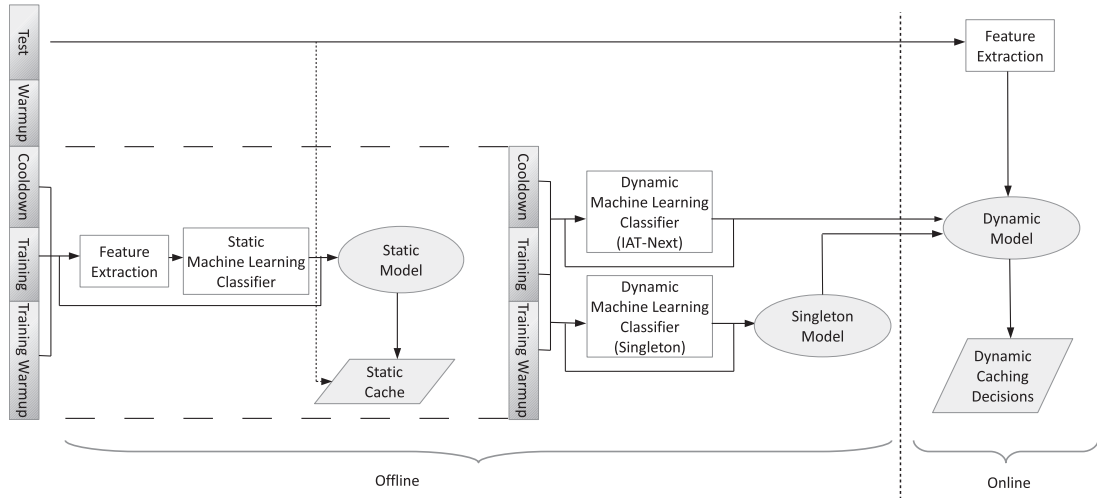 Test
Warmup
Cooldown
Training
Training Warmup
Feature
Extraction
Static
Machine Learning
Classifier
Static
Model
Static
Cache
Cooldown
Training
Training Warmup
Dynamic
Machine Learning
Classifier
(IAT-Next)
Dynamic
Machine Learning
Classifier
(Singleton)
Singleton
Model
Feature
Extraction
Dynamic
Model
Dynamic
Caching
Decisions
Offline
Online